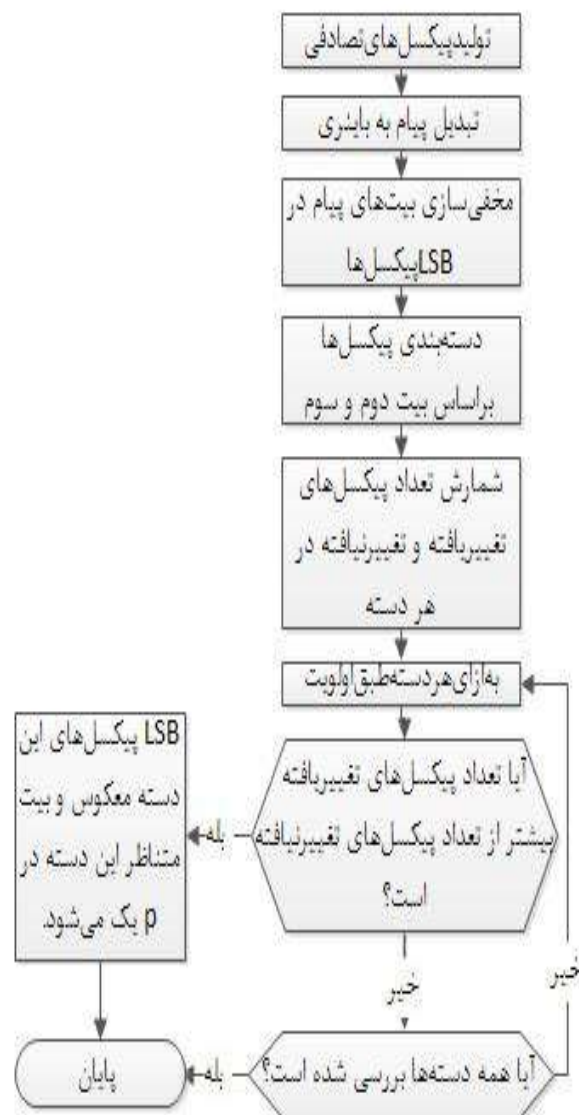 تولیدپیکسل‌های‌تصادفی
تبدیل پیام به باینری
مخفی‌سازی بیت‌های پیام در
LSBپیکسل‌ها
دسته‌بندی پیکسل‌ها
براساس بیت دوم و سوم
شمارش تعداد پیکسل‌های
تغییریافته و تغییرنیافته در
هر دسته
به‌ازای‌هردسته‌طبق‌اولویت
آیا تعداد پیکسل‌های تغییریافته
بیشتر از تعداد پیکسل‌های تغییرنیافته
است؟
بله
LSB پیکسل‌های این
دسته معکوس و بیت
متناظر این دسته در
p یک می‌شود.
خیر
خیر
آیا همه دسته‌ها بررسی شده است؟
بله
پایان